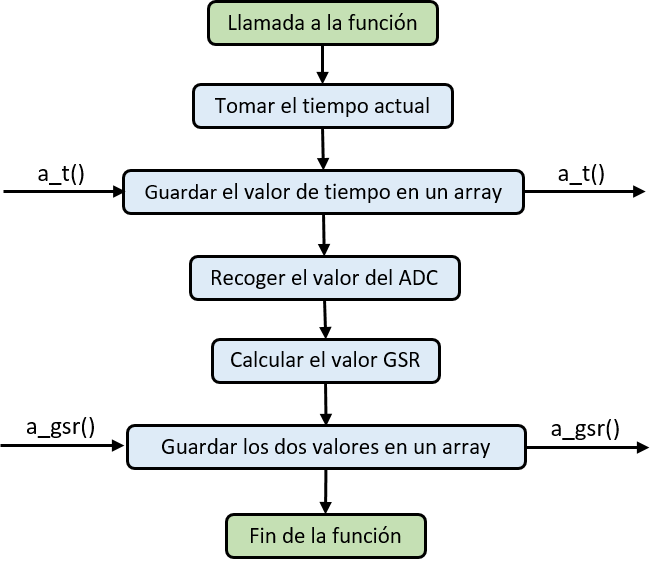 Llamada a la función
Tomar el tiempo actual
a_t()
Guardar el valor de tiempo en un array
a_t()
Recoger el valor del ADC
Calcular el valor GSR
a_gsr()
Guardar los dos valores en un array
a_gsr()
Fin de la función